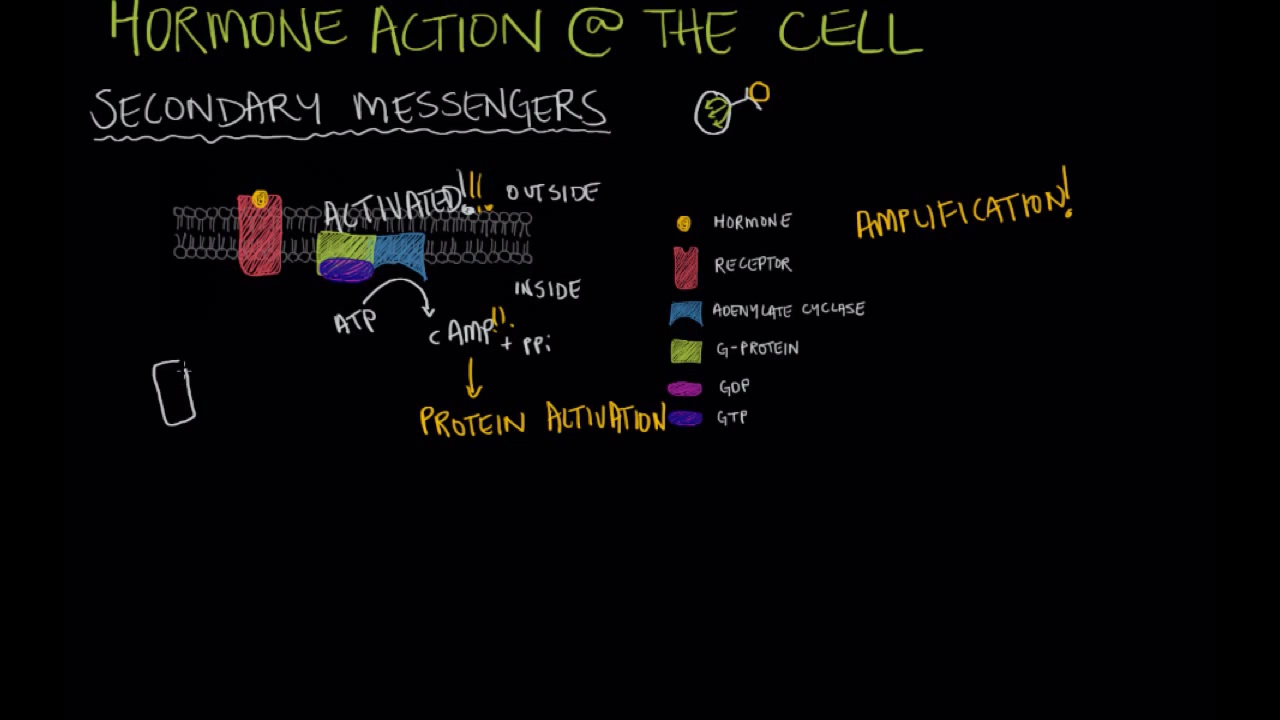 HORMONE ACTION @ THE CELL
SECONDARY MESSENGERS
ACTIVATED!!!
OUTSIDE
INSIDE
ATP
cAMP!!
+ PPi
PROTEIN ACTIVATION
HORMONE
RECEPTOR
ADENYLATE CYCLASE
G-PROTEIN
GDP
GTP
AMPLIFICATION!